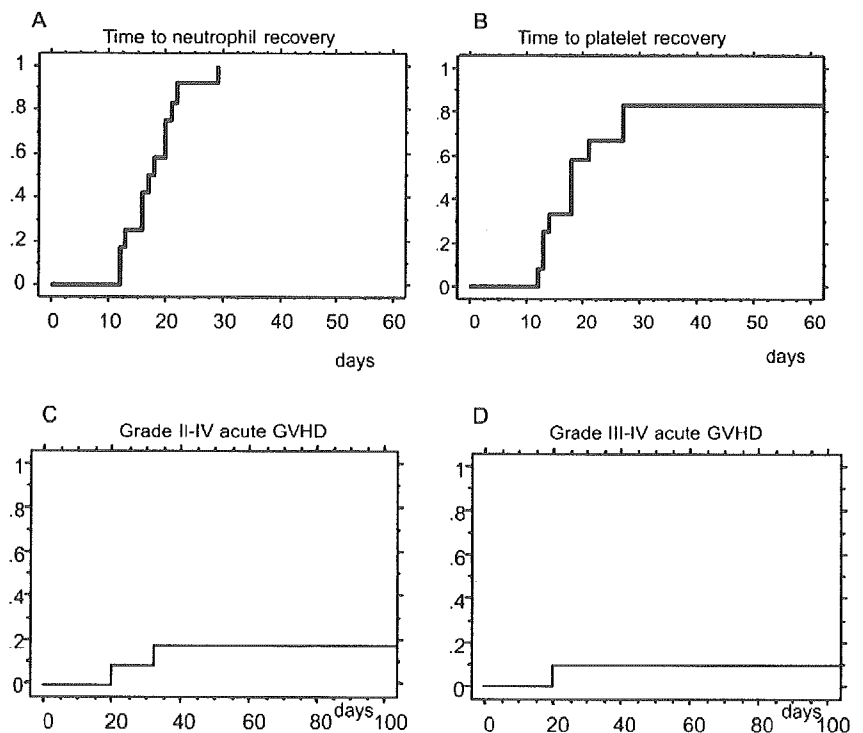 A
Time to neutrophil recovery
1
.8
.6
.4
.2
0
0 10 20 30 40 50 60
days
B
Time to platelet recovery
1
.8
.6
.4
.2
0
0 10 20 30 40 50 60
days
C
Grade II-IV acute GVHD
1
.8
.6
.4
.2
0
0 20 40 60 80 100
days
D
Grade III-IV acute GVHD
1
.8
.6
.4
.2
0
0 20 40 60 80 100
days